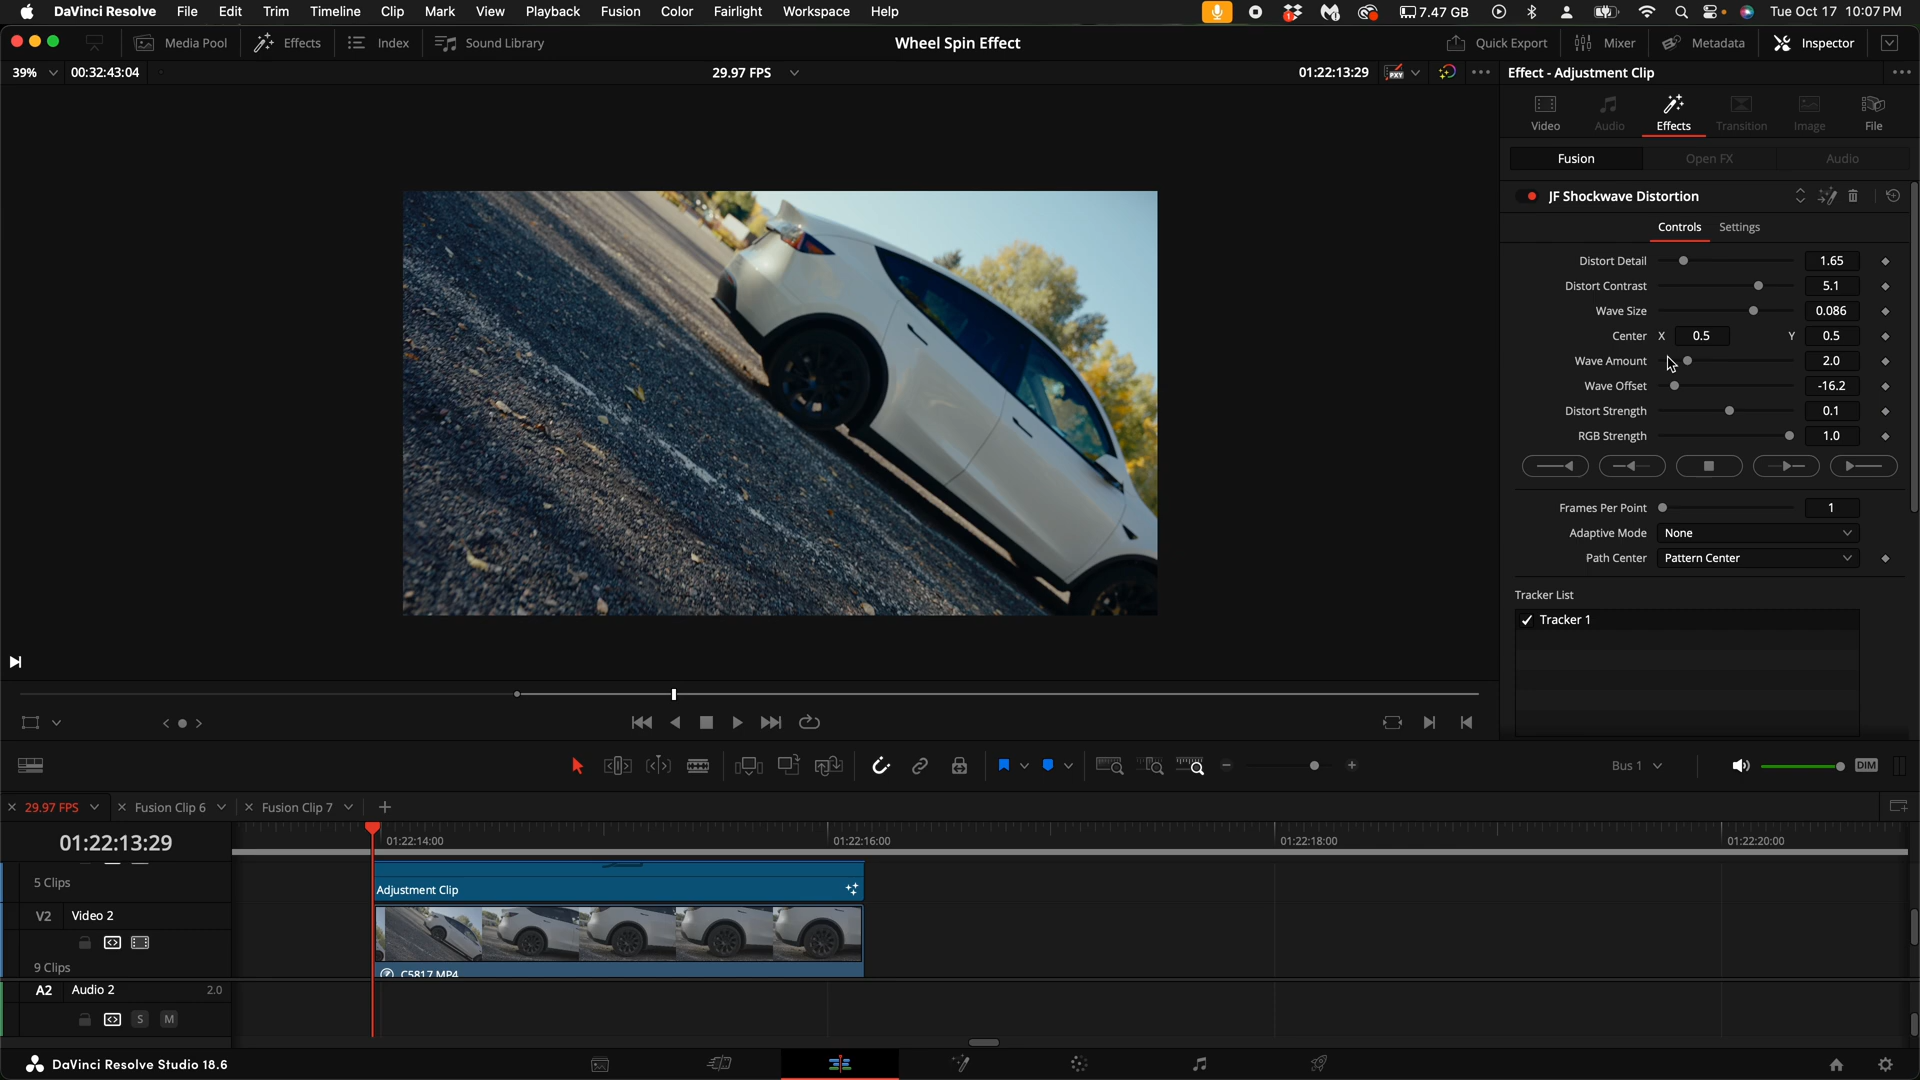 DaVinci Resolve File Edit Trim Timeline Clip Mark View Playback Fusion Color Fairlight Workspace Help 7.47 GB Tue Oct 17 10:07 PM
Media Pool Effects Index Sound Library Wheel Spin Effect Quick Export Mixer Metadata Inspector
39% 00:32:43:04 29.97 FPS 01:22:13:29 PXY Effect - Adjustment Clip
Video Audio Effects Transition Image File
Fusion Open FX Audio
JF Shockwave Distortion
Controls Settings
Distort Detail 1.65
Distort Contrast 5.1
Wave Size 0.086
Center X 0.5 Y 0.5
Wave Amount 2.0
Wave Offset -16.2
Distort Strength 0.1
RGB Strength 1.0
Frames Per Point 1
Adaptive Mode None
Path Center Pattern Center
Tracker List
Tracker 1
Bus 1 DIM
29.97 FPS Fusion Clip 6 Fusion Clip 7
01:22:13:29 01:22:14:00 01:22:16:00 01:22:18:00 01:22:20:00
5 Clips
Adjustment Clip
V2 Video 2
9 Clips
C5817.MP4
A2 Audio 2 2.0
S M
DaVinci Resolve Studio 18.6